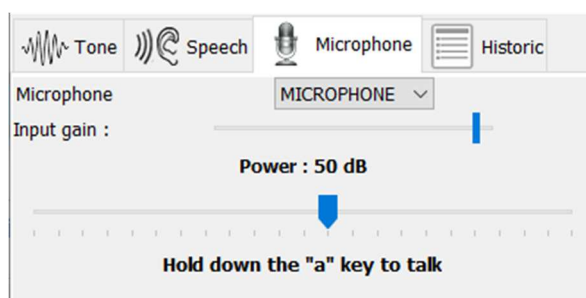 Tone Speech Microphone Historic
Microphone MICROPHONE
Input gain :
Power : 50 dB
Hold down the "a" key to talk